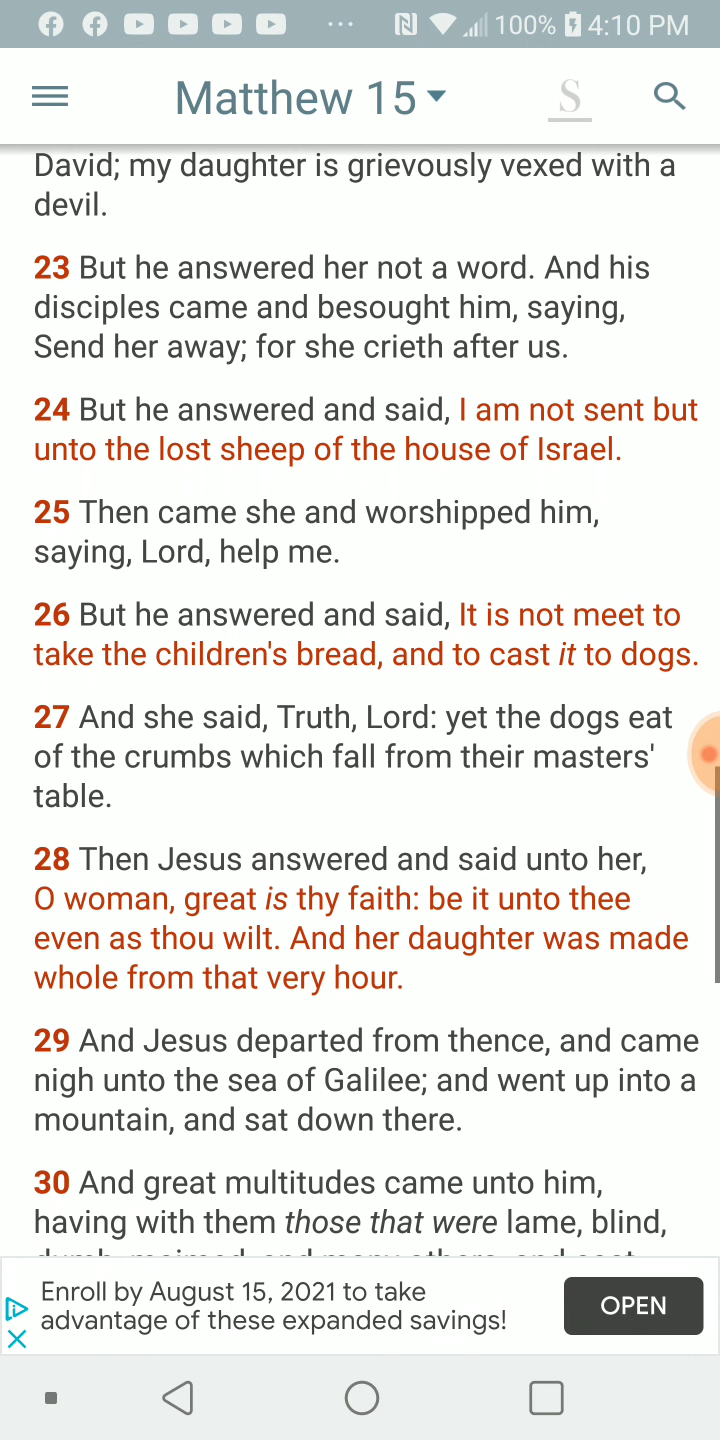 100% 4:10 PM
Matthew 15
S
David; my daughter is grievously vexed with a
devil.
23 But he answered her not a word. And his
disciples came and besought him, saying,
Send her away; for she crieth after us.
24 But he answered and said, I am not sent but
unto the lost sheep of the house of Israel.
25 Then came she and worshipped him,
saying, Lord, help me.
26 But he answered and said, It is not meet to
take the children's bread, and to cast it to dogs.
27 And she said, Truth, Lord: yet the dogs eat
of the crumbs which fall from their masters'
table.
28 Then Jesus answered and said unto her,
O woman, great is thy faith: be it unto thee
even as thou wilt. And her daughter was made
whole from that very hour.
29 And Jesus departed from thence, and came
nigh unto the sea of Galilee; and went up into a
mountain, and sat down there.
30 And great multitudes came unto him,
having with them those that were lame, blind,
Enroll by August 15, 2021 to take
advantage of these expanded savings!
OPEN